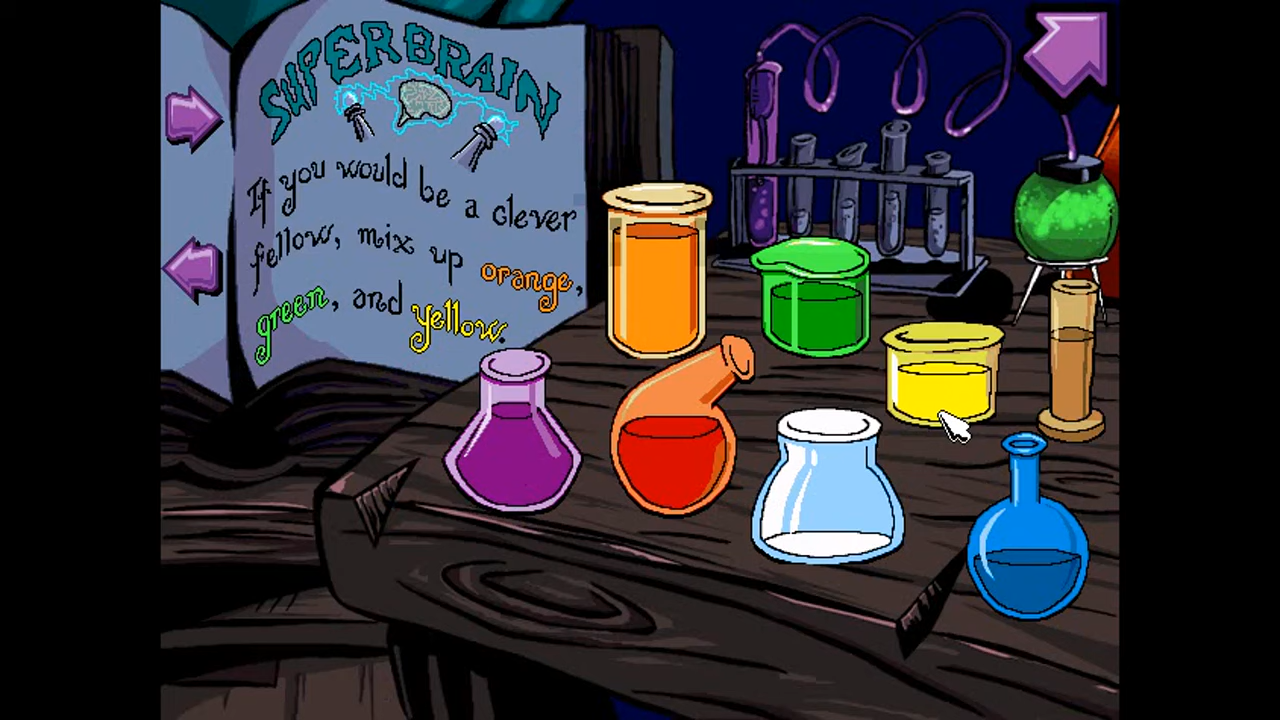 SUPERBRAIN
If you would be a clever
fellow, mix up orange,
green, and yellow.